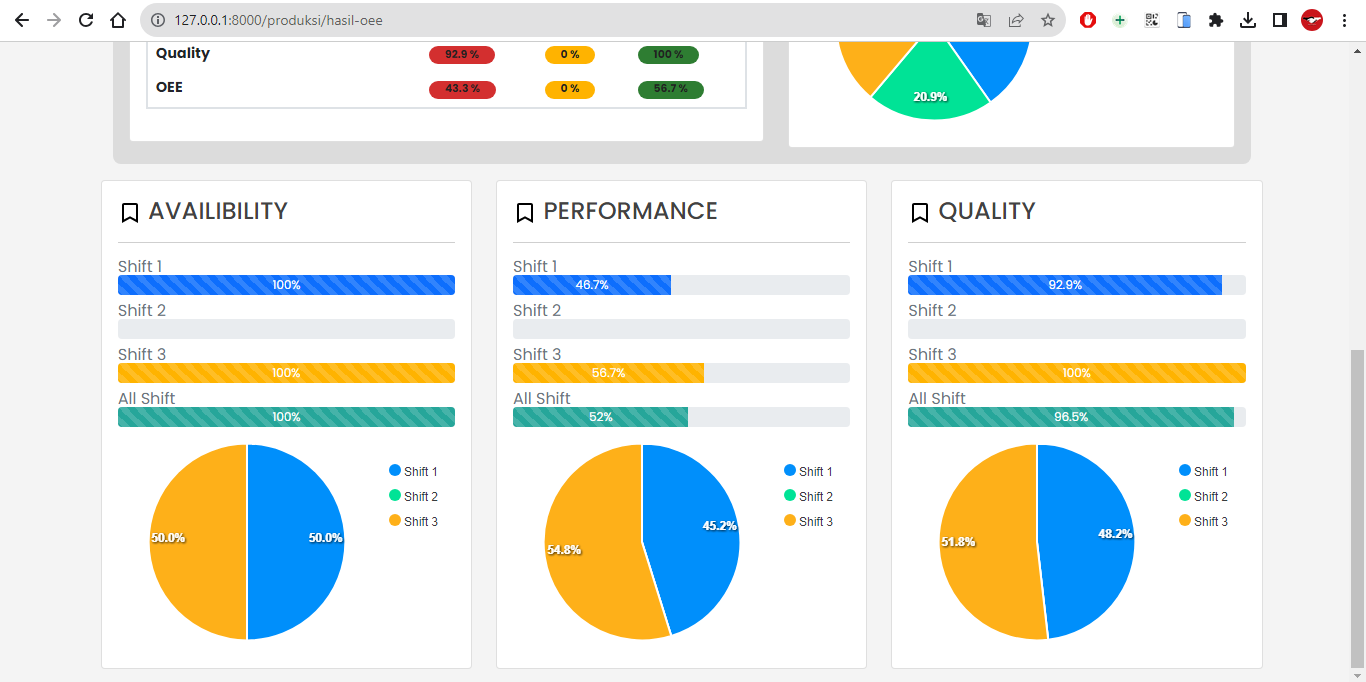 127.0.0.1:8000/produksi/hasil-oee
Quality 92.9 % 0 % 100 %
OEE 43.3 % 0 % 56.7 %
20.9%
AVAILIBILITY
Shift 1
100%
Shift 2
Shift 3
100%
All Shift
100%
50.0% 50.0%
Shift 1
Shift 2
Shift 3
PERFORMANCE
Shift 1
46.7%
Shift 2
Shift 3
56.7%
All Shift
52%
45.2%
54.8%
Shift 1
Shift 2
Shift 3
QUALITY
Shift 1
92.9%
Shift 2
Shift 3
100%
All Shift
96.5%
48.2%
51.8%
Shift 1
Shift 2
Shift 3